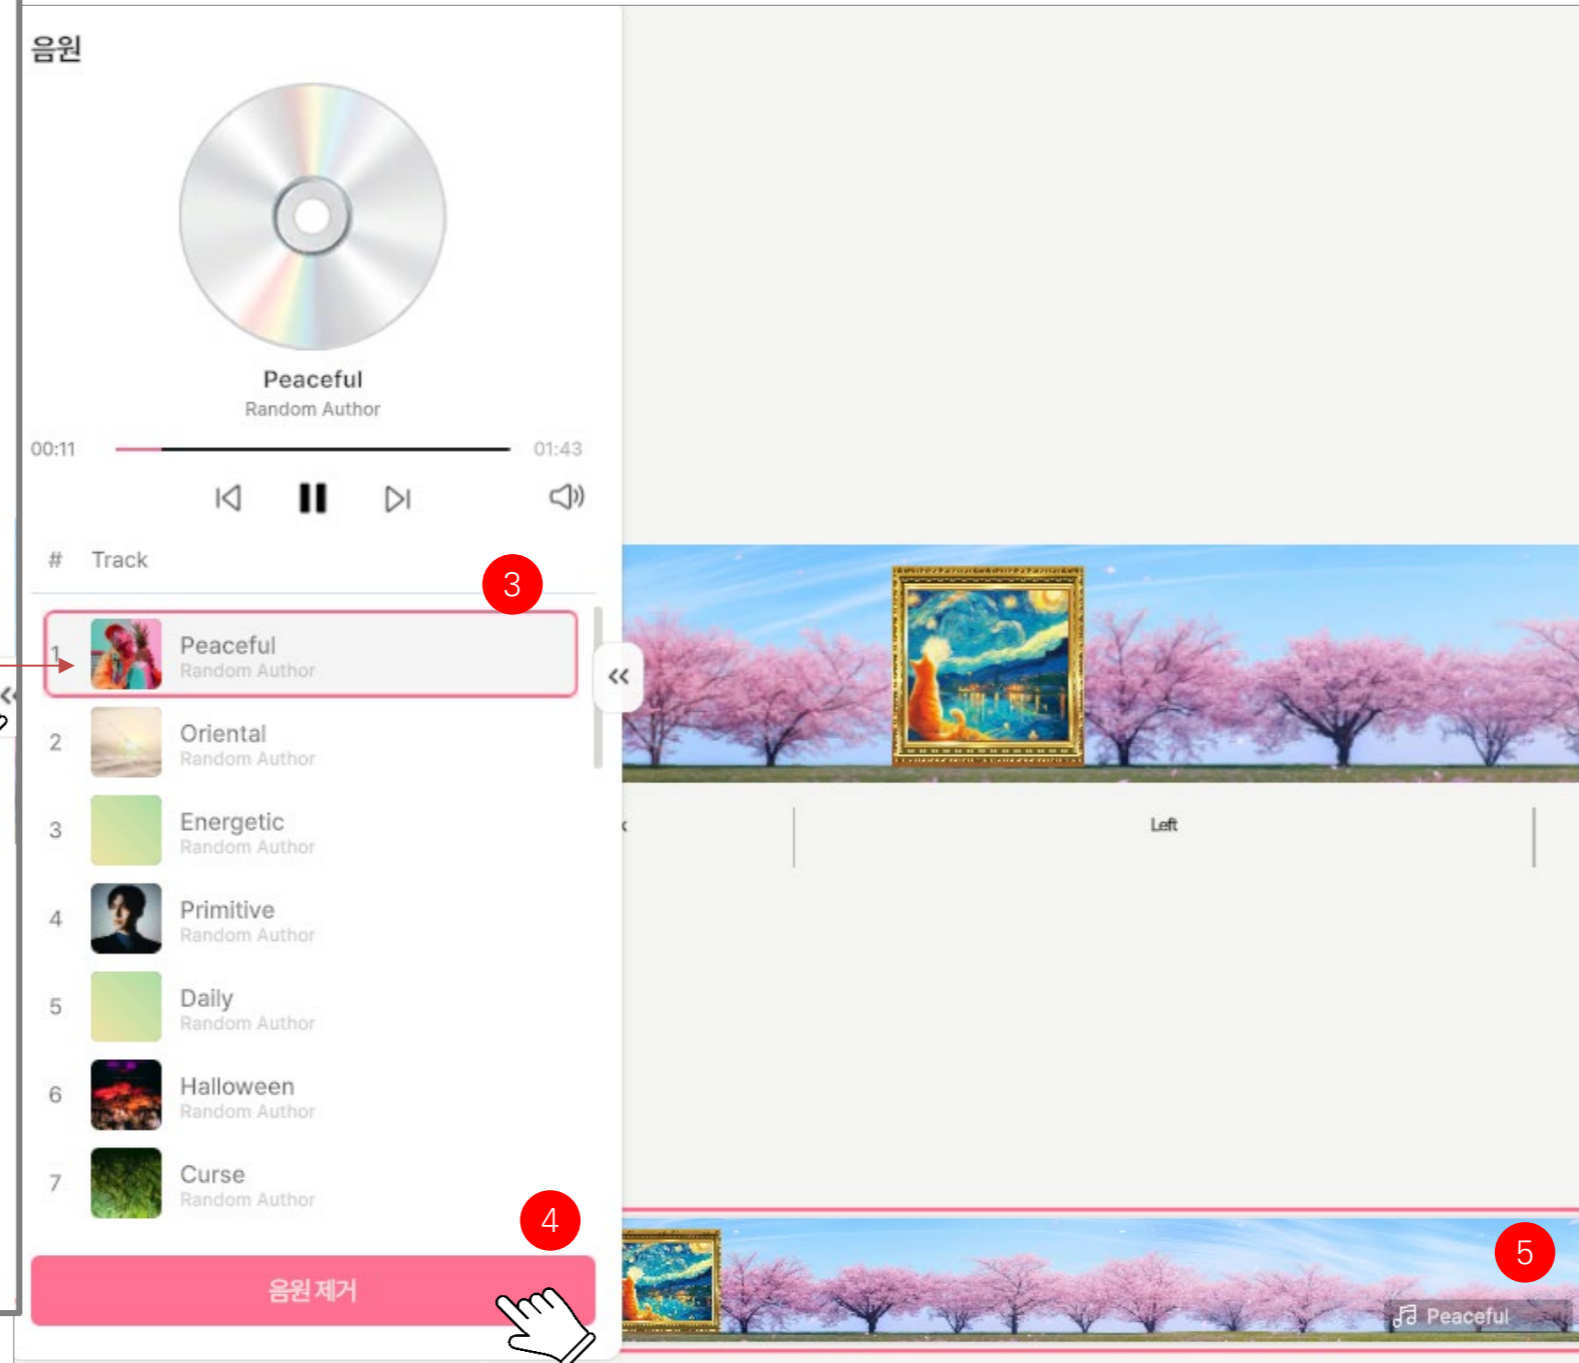 음원
Peaceful
Random Author
00:11
01:43
# Track
3
1
Peaceful
Random Author
2
Oriental
Random Author
3
Energetic
Random Author
4
Primitive
Random Author
5
Daily
Random Author
6
Halloween
Random Author
7
Curse
Random Author
4
음원 제거
Left
5
Peaceful